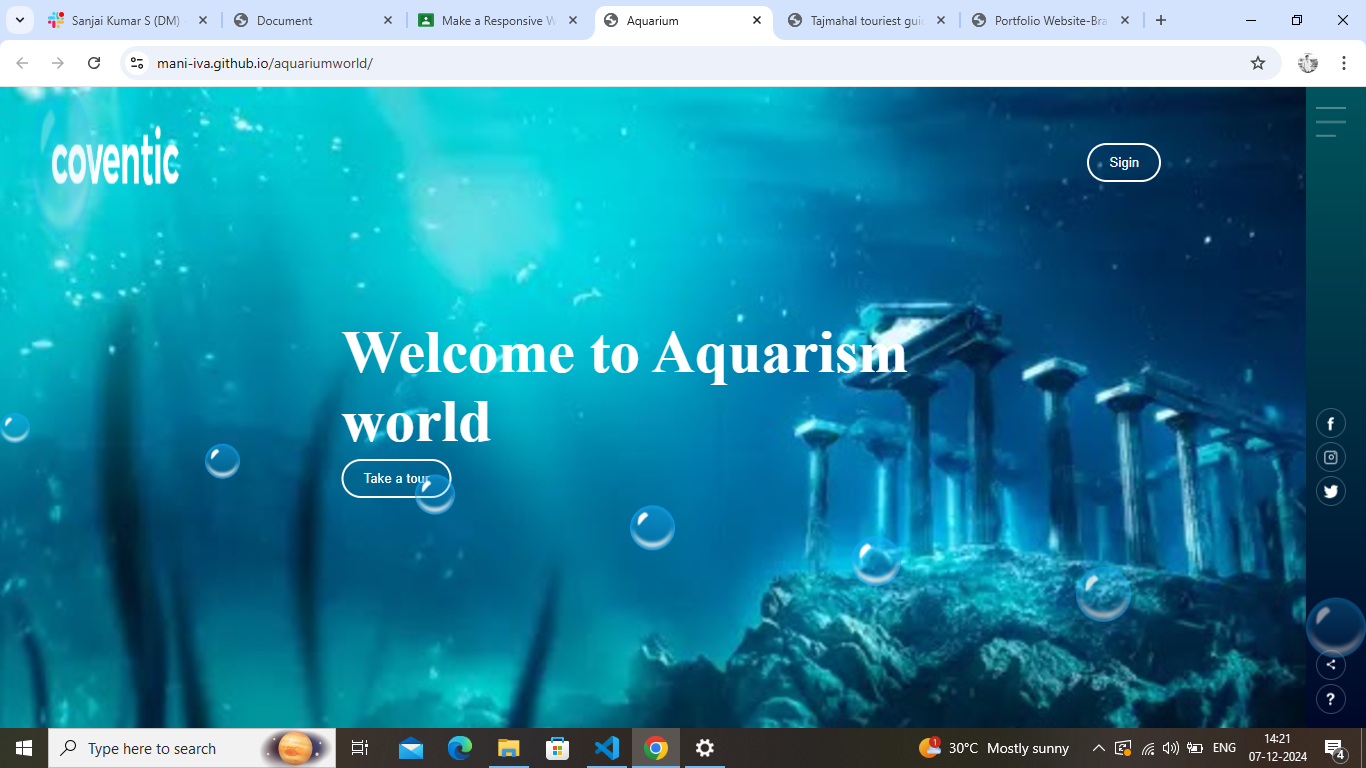 Sanjai Kumar S (DM)
Document
Make a Responsive W
Aquarium
Tajmahal touriest gui
Portfolio Website-Bra
mani-iva.github.io/aquariumworld/
coventic
Sigin
Welcome to Aquarism
world
Take a tour
Type here to search
1
30°C Mostly sunny
ENG
14:21
07-12-2024
4